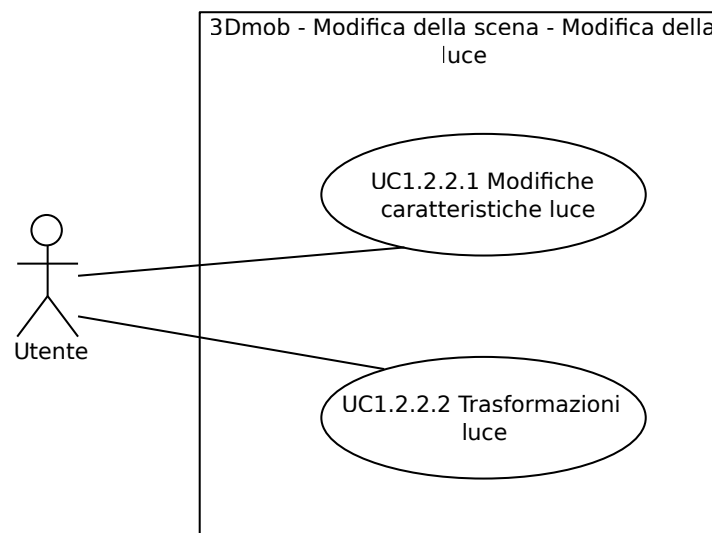 3Dmob - Modifica della scena - Modifica della
luce
UC1.2.2.1 Modifiche
caratteristiche luce
Utente
UC1.2.2.2 Trasformazioni
luce